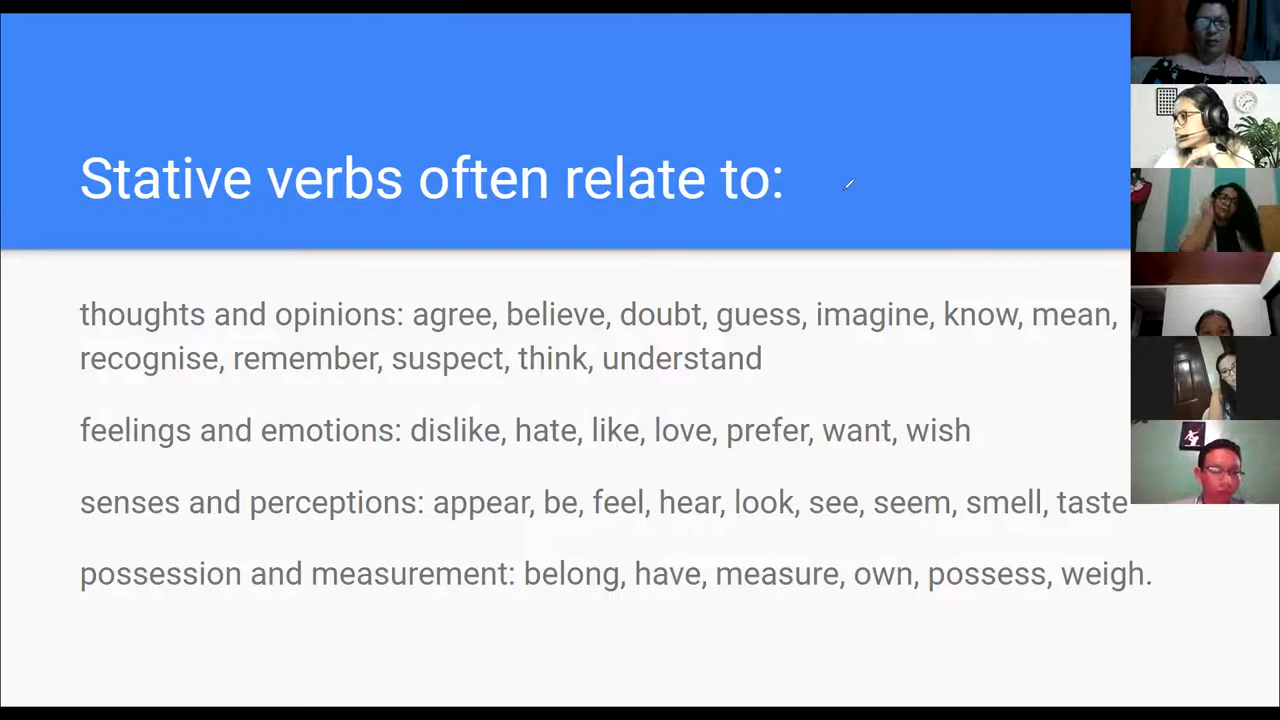 Stative verbs often relate to:
thoughts and opinions: agree, believe, doubt, guess, imagine, know, mean,
recognise, remember, suspect, think, understand
feelings and emotions: dislike, hate, like, love, prefer, want, wish
senses and perceptions: appear, be, feel, hear, look, see, seem, smell, taste
possession and measurement: belong, have, measure, own, possess, weigh.